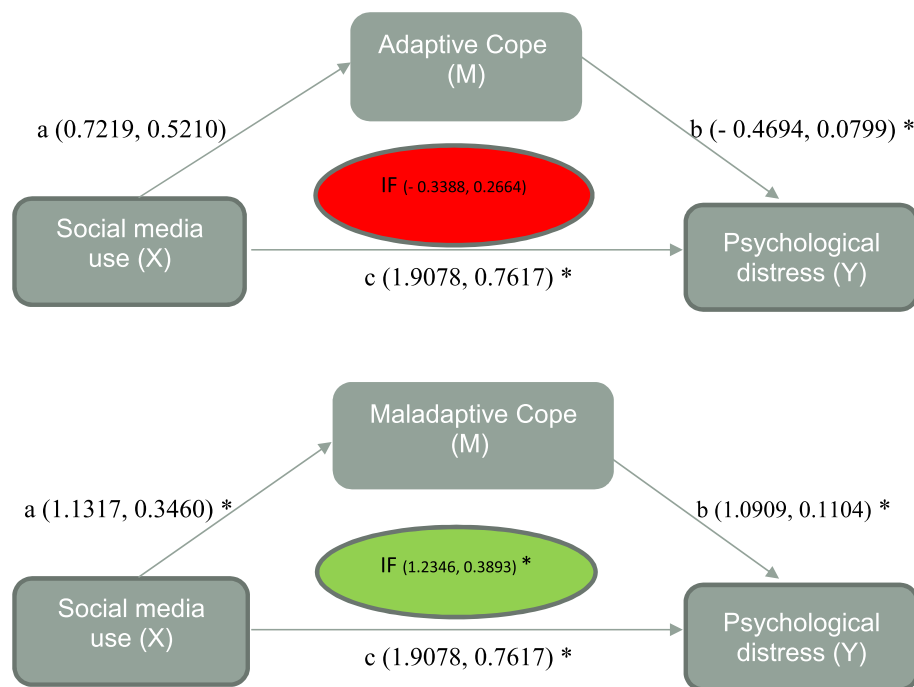 Adaptive Cope
(M)
a (0.7219, 0.5210)
b (- 0.4694, 0.0799) *
IF (- 0.3388, 0.2664)
Social media
use (X)
Psychological
distress (Y)
c (1.9078, 0.7617) *
Maladaptive Cope
(M)
a (1.1317, 0.3460) *
b (1.0909, 0.1104) *
IF (1.2346, 0.3893) *
Social media
use (X)
Psychological
distress (Y)
c (1.9078, 0.7617) *